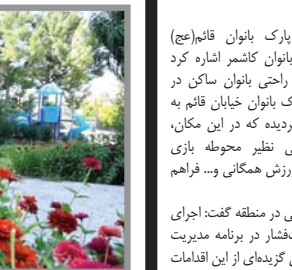 پارک بانوان قائم(عج)
بانوان کاشمر اشاره کرد
راحتی بانوان ساکن در
ک بانوان خیابان قائم به
ردیده که در این مکان،
ی نظیر محوطه بازی
ورزش همگانی و... فراهم
ی در منطقه گفت: اجرای
ت‌فشار در برنامه مدیریت
ی گزیده‌ای از این اقدامات